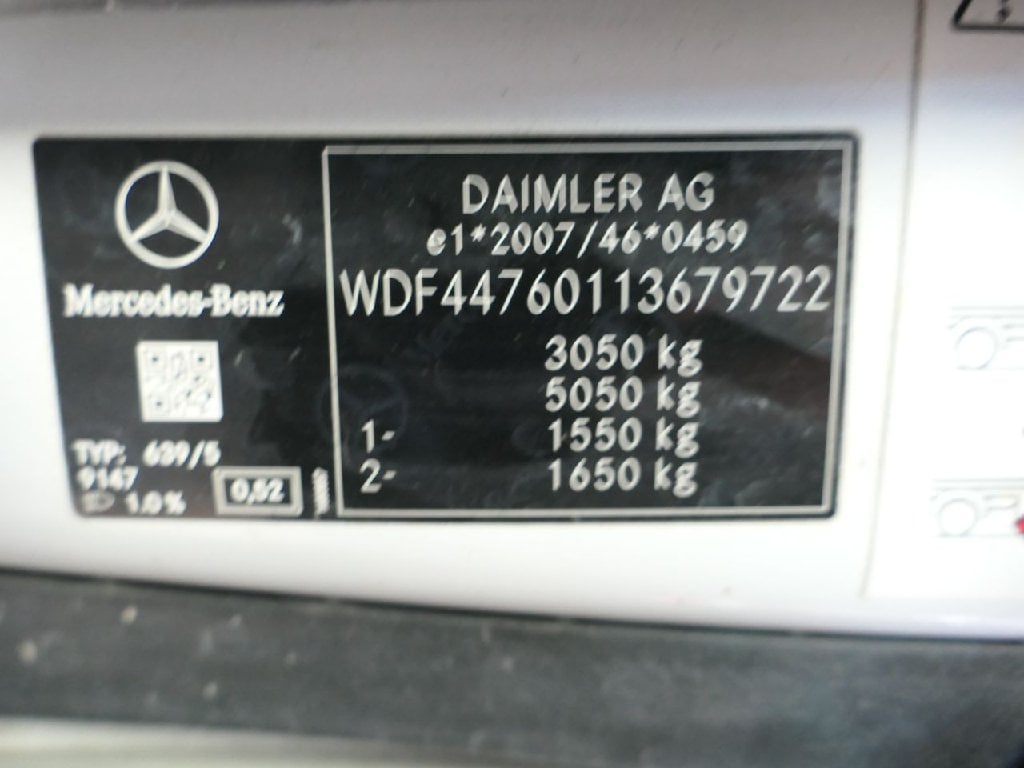 Mercedes-Benz
TYP: 639/5
9147
1.0 %
0,52
DAIMLER AG
e1*2007/46*0459
WDF44760113679722
3050 kg
5050 kg
1- 1550 kg
2- 1650 kg